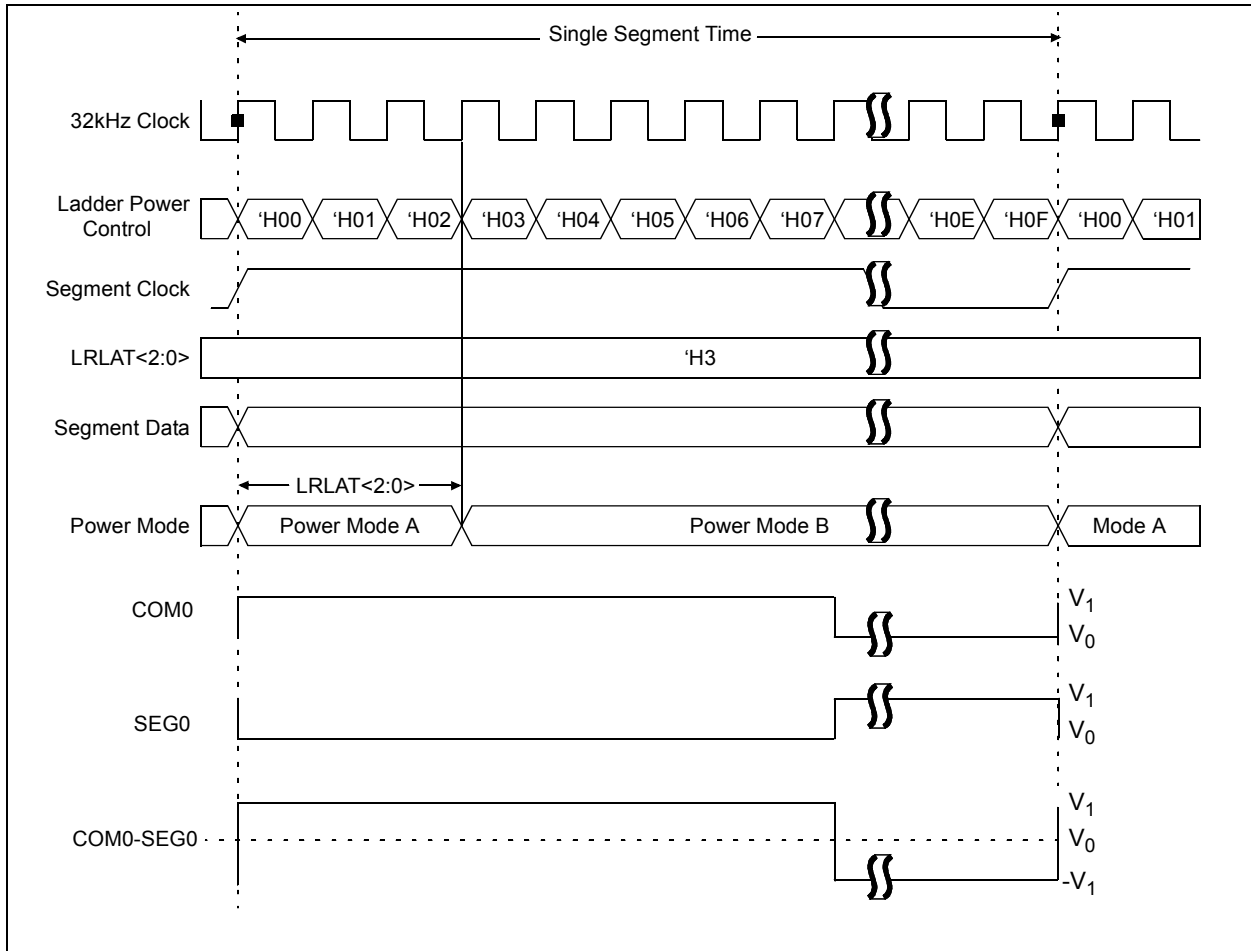 Single Segment Time
32kHz Clock
Ladder Power
Control
‘H00 ‘H01 ‘H02 ‘H03 ‘H04 ‘H05 ‘H06 ‘H07 ‘H0E ‘H0F ‘H00 ‘H01
Segment Clock
LRLAT<2:0>
‘H3
Segment Data
LRLAT<2:0>
Power Mode
Power Mode A
Power Mode B
Mode A
COM0
V1
V0
SEG0
V1
V0
COM0-SEG0
V1
V0
-V1